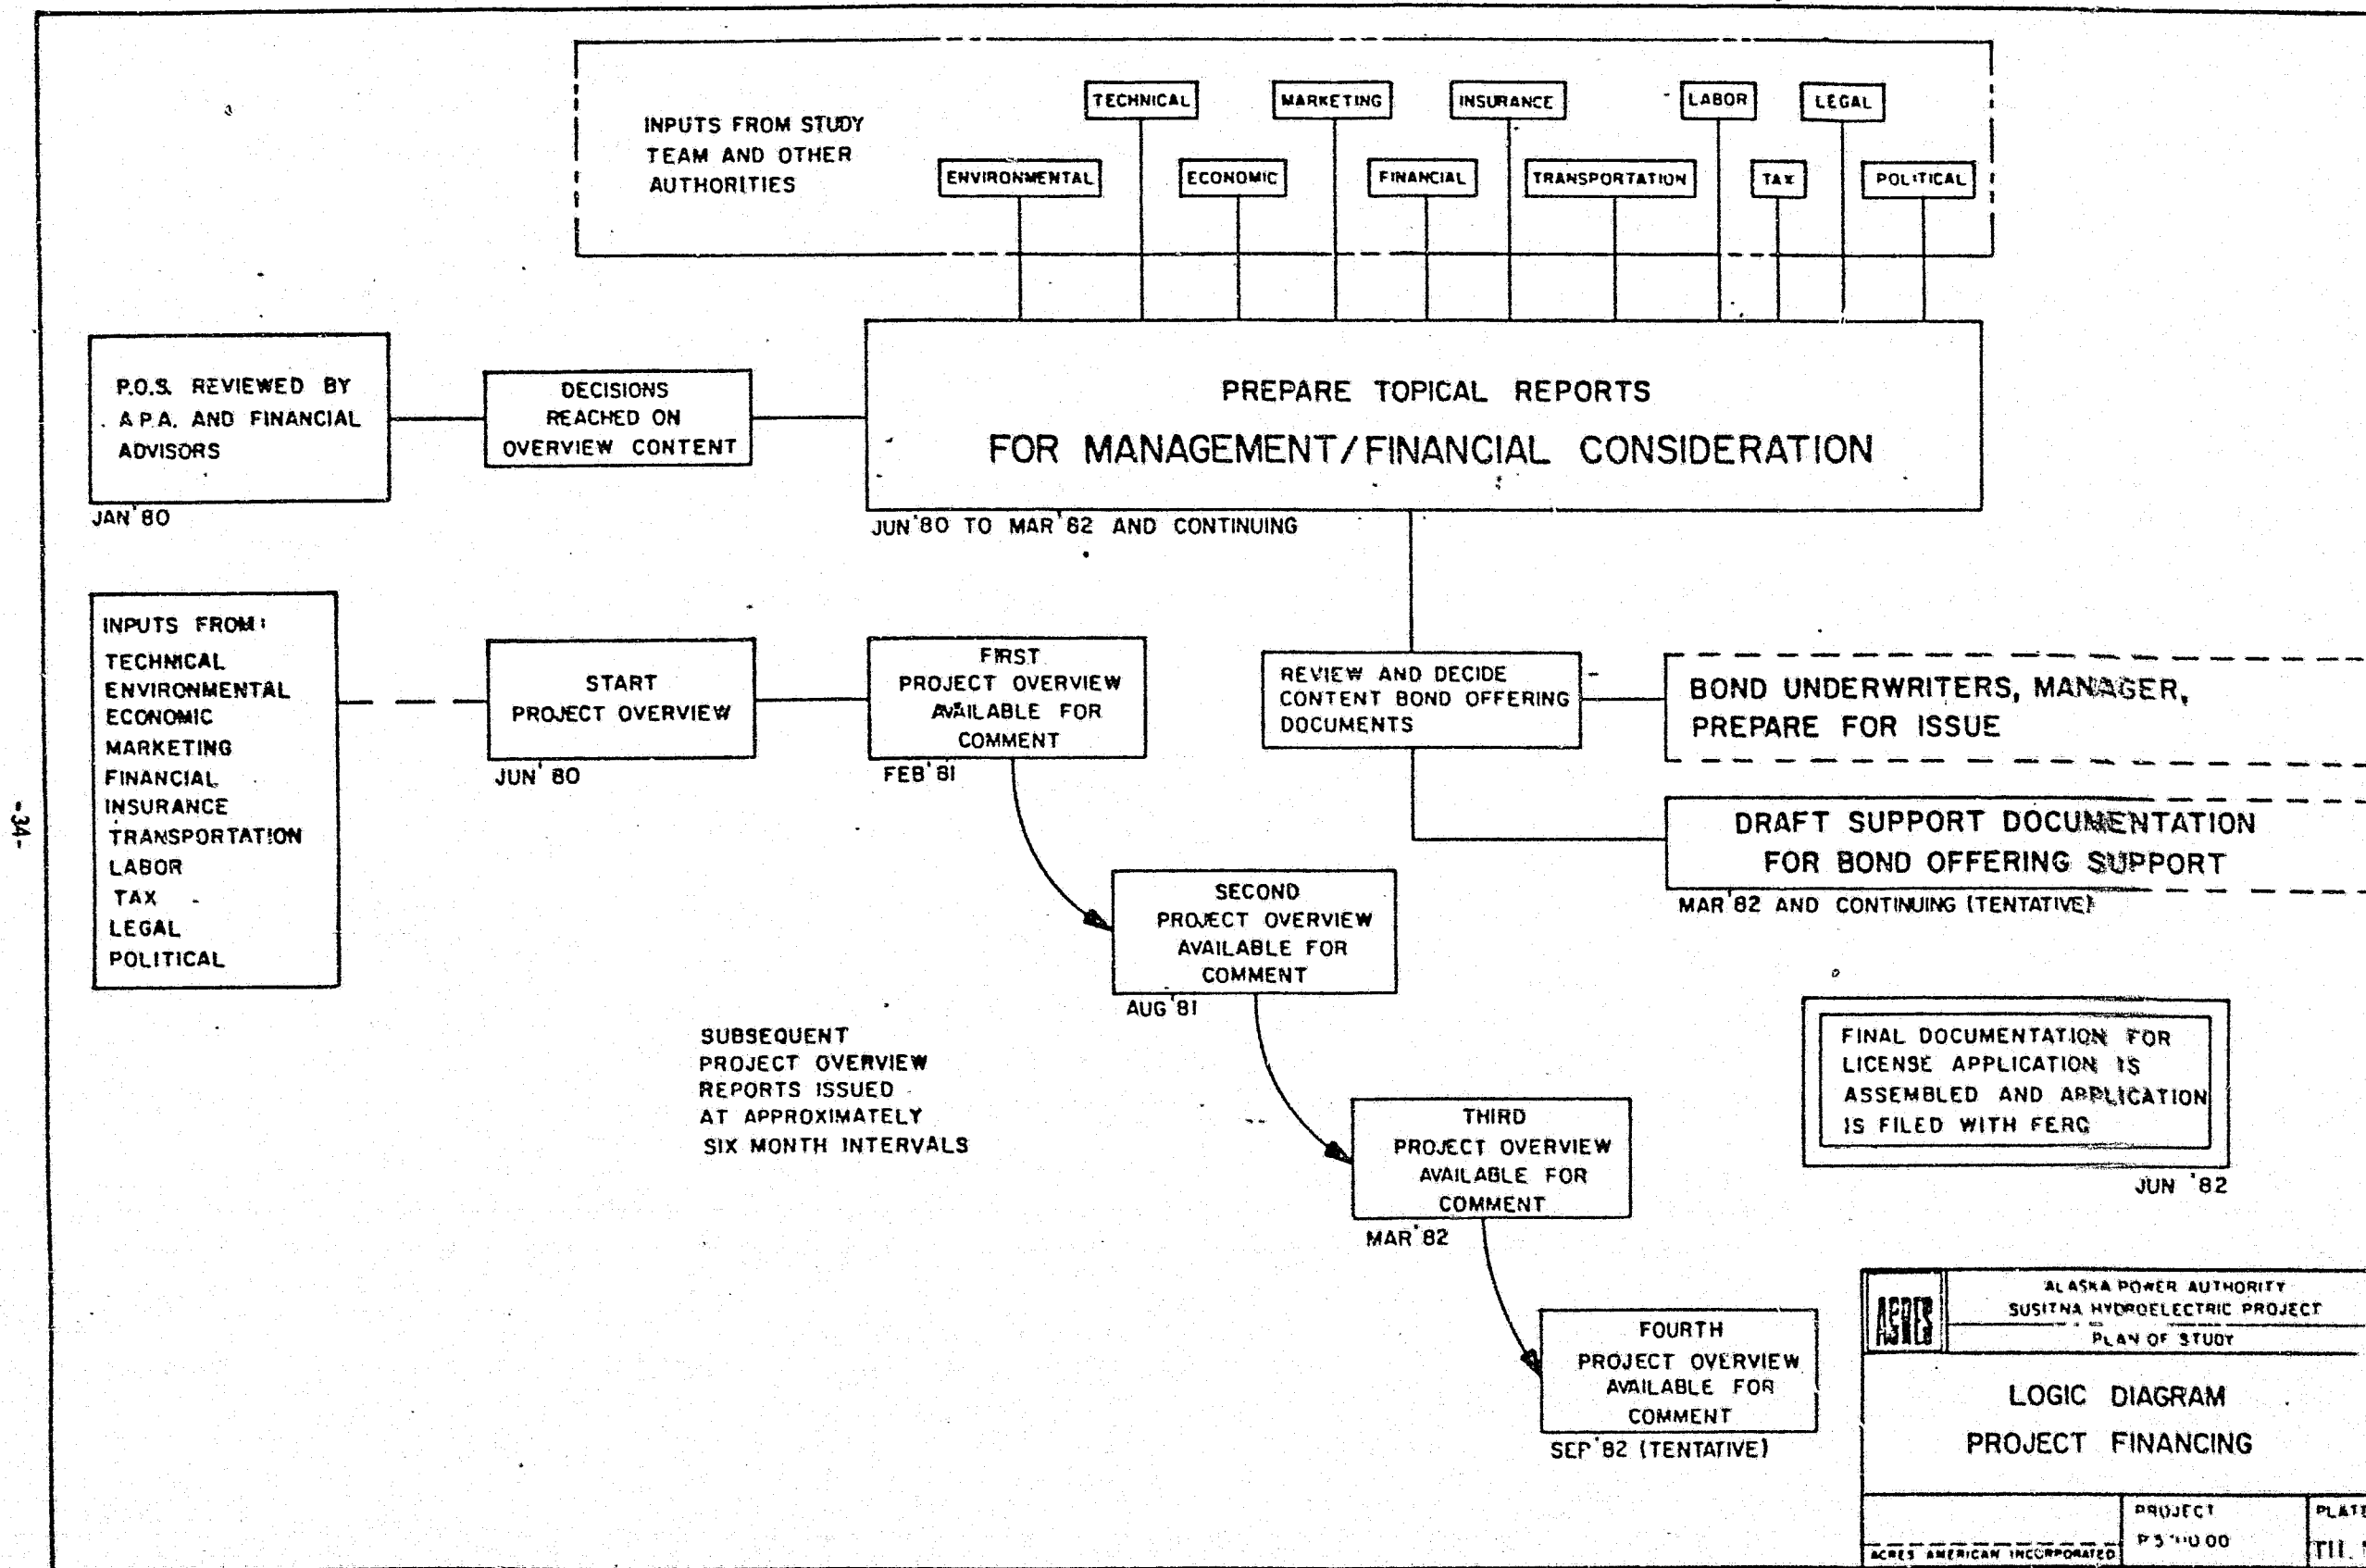 INPUTS FROM STUDY
TEAM AND OTHER
AUTHORITIES
TECHNICAL
MARKETING
INSURANCE
LABOR
LEGAL
ENVIRONMENTAL
ECONOMIC
FINANCIAL
TRANSPORTATION
TAX
POLITICAL
P.O.S. REVIEWED BY
A P.A. AND FINANCIAL
ADVISORS
JAN '80
DECISIONS
REACHED ON
OVERVIEW CONTENT
PREPARE TOPICAL REPORTS
FOR MANAGEMENT/FINANCIAL CONSIDERATION
JUN '80 TO MAR '82 AND CONTINUING
INPUTS FROM:
TECHNICAL
ENVIRONMENTAL
ECONOMIC
MARKETING
FINANCIAL
INSURANCE
TRANSPORTATION
LABOR
TAX
LEGAL
POLITICAL
START
PROJECT OVERVIEW
JUN '80
FIRST
PROJECT OVERVIEW
AVAILABLE FOR
COMMENT
FEB '81
REVIEW AND DECIDE
CONTENT BOND OFFERING
DOCUMENTS
BOND UNDERWRITERS, MANAGER,
PREPARE FOR ISSUE
DRAFT SUPPORT DOCUMENTATION
FOR BOND OFFERING SUPPORT
MAR '82 AND CONTINUING (TENTATIVE)
-34-
SECOND
PROJECT OVERVIEW
AVAILABLE FOR
COMMENT
AUG '81
SUBSEQUENT
PROJECT OVERVIEW
REPORTS ISSUED
AT APPROXIMATELY
SIX MONTH INTERVALS
THIRD
PROJECT OVERVIEW
AVAILABLE FOR
COMMENT
MAR '82
FINAL DOCUMENTATION FOR
LICENSE APPLICATION IS
ASSEMBLED AND APPLICATION
IS FILED WITH FERC
JUN '82
FOURTH
PROJECT OVERVIEW
AVAILABLE FOR
COMMENT
SEP '82 (TENTATIVE)
ACRES
ALASKA POWER AUTHORITY
SUSITNA HYDROELECTRIC PROJECT
PLAN OF STUDY
LOGIC DIAGRAM
PROJECT FINANCING
ACRES AMERICAN INCORPORATED
PROJECT